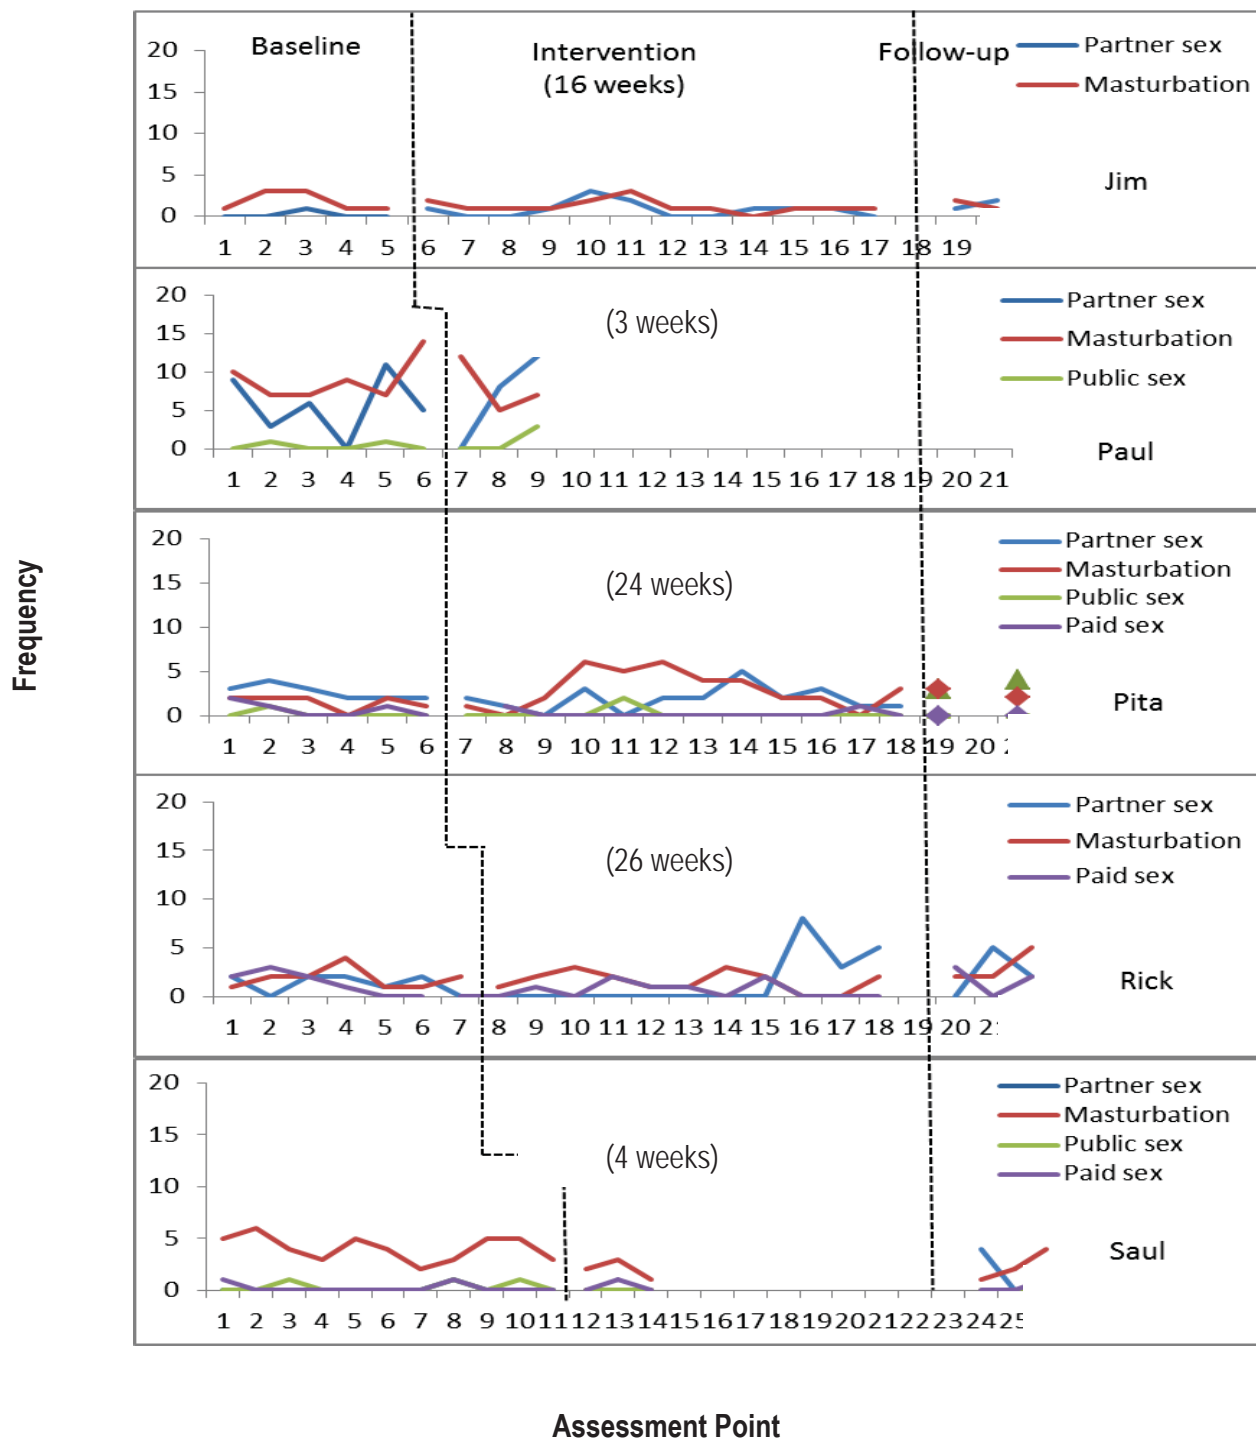 Frequency
Baseline
Intervention
(16 weeks)
Follow-up
Partner sex
Masturbation
Jim
20
15
10
5
0
1 2 3 4 5 6 7 8 9 10 11 12 13 14 15 16 17 18 19
(3 weeks)
Partner sex
Masturbation
Public sex
Paul
20
15
10
5
0
1 2 3 4 5 6 7 8 9 10 11 12 13 14 15 16 17 18 19 20 21
(24 weeks)
Partner sex
Masturbation
Public sex
Paid sex
Pita
20
15
10
5
0
1 2 3 4 5 6 7 8 9 10 11 12 13 14 15 16 17 18 19 20
(26 weeks)
Partner sex
Masturbation
Paid sex
Rick
20
15
10
5
0
1 2 3 4 5 6 7 8 9 10 11 12 13 14 15 16 17 18 19 20
(4 weeks)
Partner sex
Masturbation
Public sex
Paid sex
Saul
20
15
10
5
0
1 2 3 4 5 6 7 8 9 10 11 12 13 14 15 16 17 18 19 20 21 22 23 24 25
Assessment Point